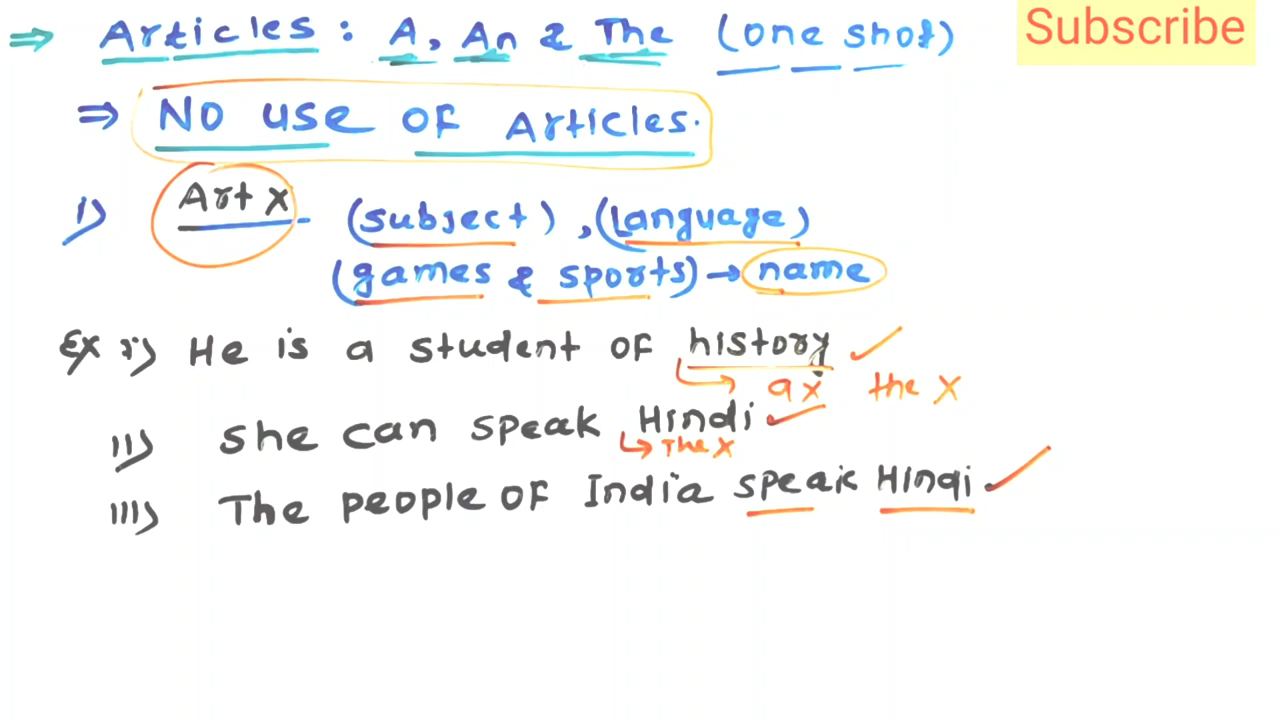 ⇒ Articles : A, An & The (one shot)
Subscribe
⇒ No use of Articles.
i) Art x - (subject), (Language)
(games & sports) → name
Ex i) He is a student of history ✓
a x the x
ii) she can speak Hindi ✓
The x
iii) The people of India speak Hindi ✓